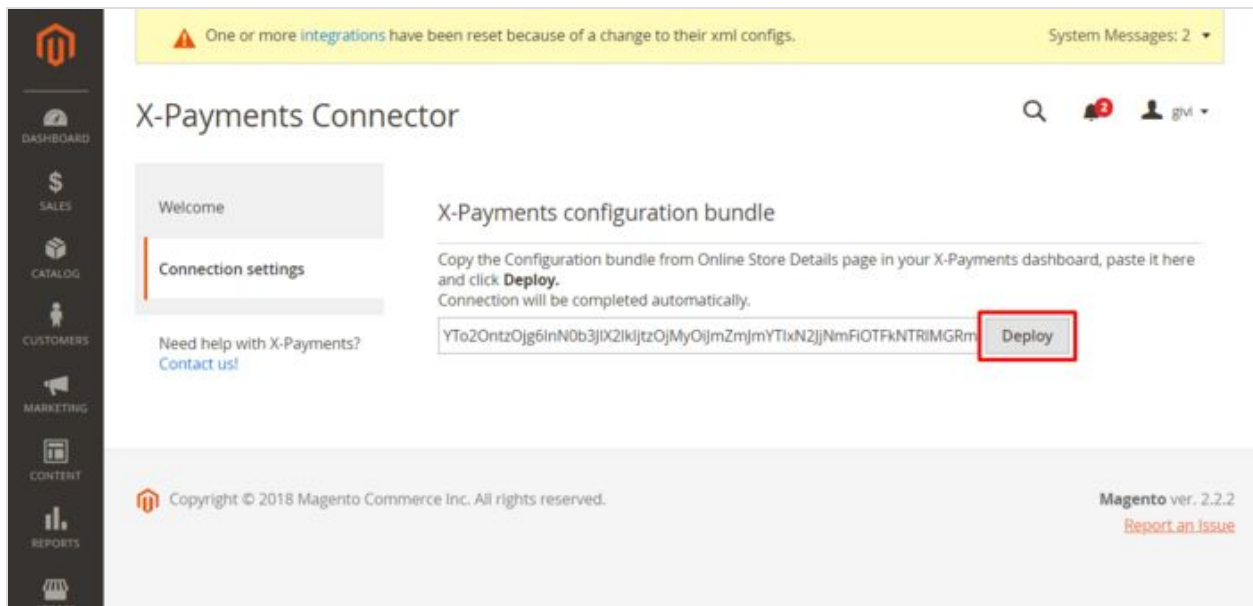 One or more integrations have been reset because of a change to their xml configs.
System Messages: 2
X-Payments Connector
2
givi
DASHBOARD
SALES
CATALOG
CUSTOMERS
MARKETING
CONTENT
REPORTS
Welcome
Connection settings
Need help with X-Payments?
Contact us!
X-Payments configuration bundle
Copy the Configuration bundle from Online Store Details page in your X-Payments dashboard, paste it here
and click Deploy.
Connection will be completed automatically.
Deploy
Copyright © 2018 Magento Commerce Inc. All rights reserved.
Magento ver. 2.2.2
Report an Issue